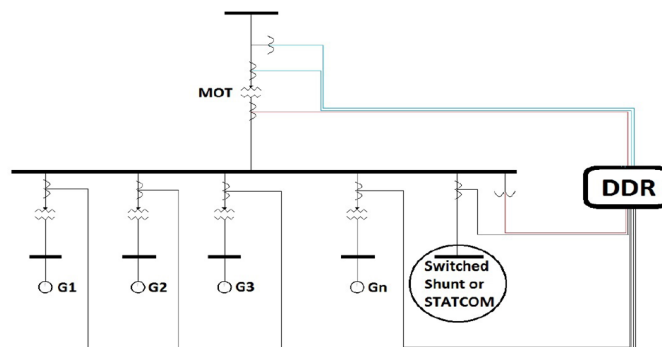 MOT
DDR
G1
G2
G3
Gn
Switched
Shunt or
STATCOM